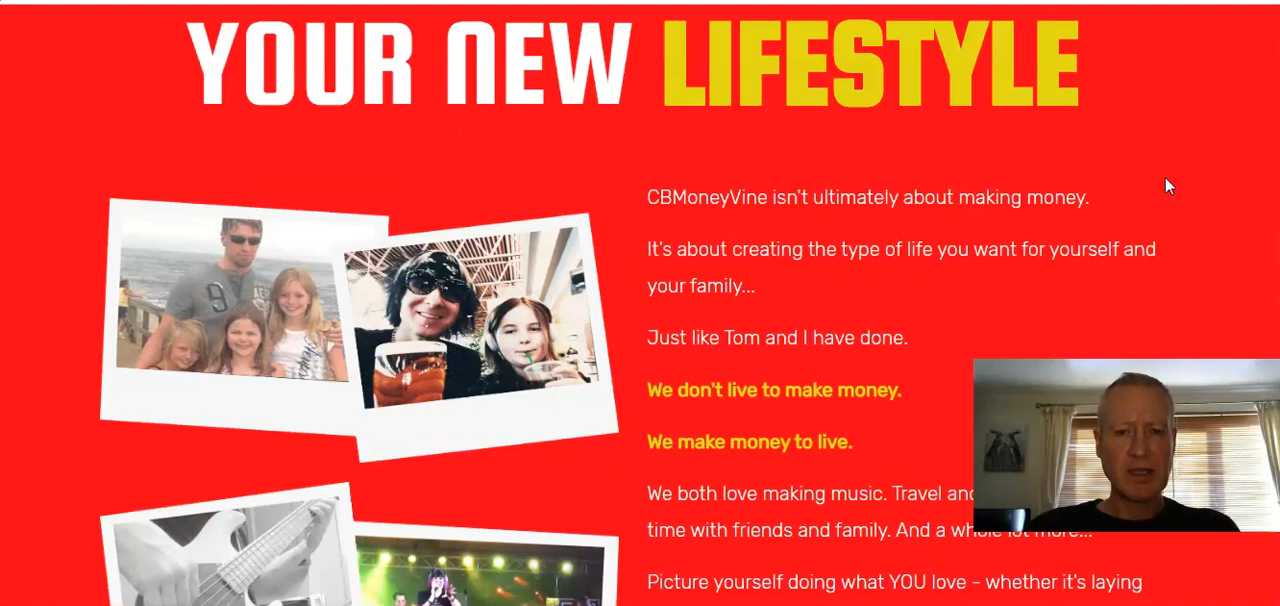 YOUR NEW LIFESTYLE
CBMoneyVine isn't ultimately about making money.
It's about creating the type of life you want for yourself and
your family...
Just like Tom and I have done.
We don't live to make money.
We make money to live.
We both love making music. Travel and
time with friends and family. And a whole lot more...
Picture yourself doing what YOU love - whether it's laying